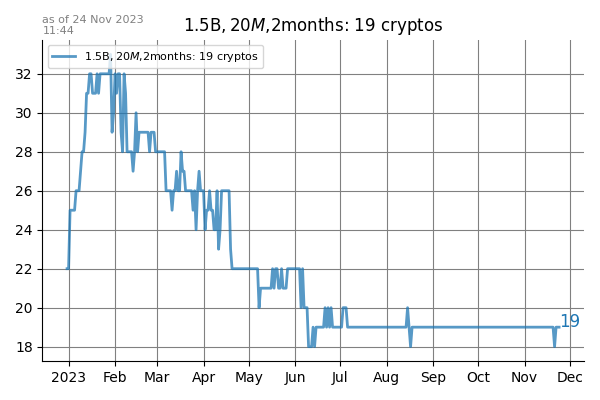 as of 24 Nov 2023
11:44
1.5B, 20M,2months: 19 cryptos
1.5B, 20M,2months: 19 cryptos
32
30
28
26
24
22
20
18
19
2023 Feb Mar Apr May Jun Jul Aug Sep Oct Nov Dec